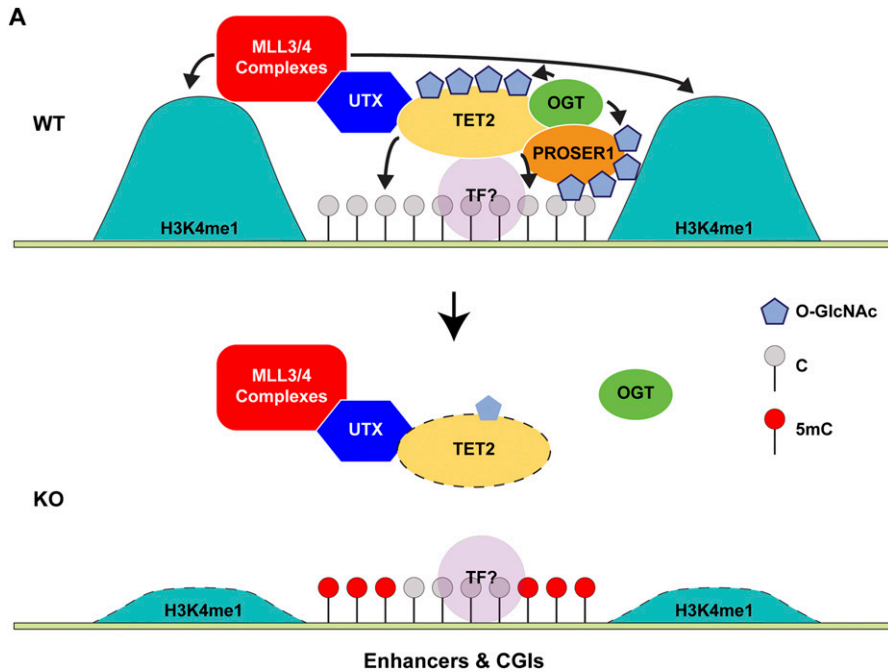 A
MLL3/4
Complexes
UTX
TET2
OGT
PROSER1
WT
TF?
H3K4me1
H3K4me1
O-GlcNAc
C
5mC
MLL3/4
Complexes
UTX
TET2
OGT
KO
TF?
H3K4me1
H3K4me1
Enhancers & CGIs